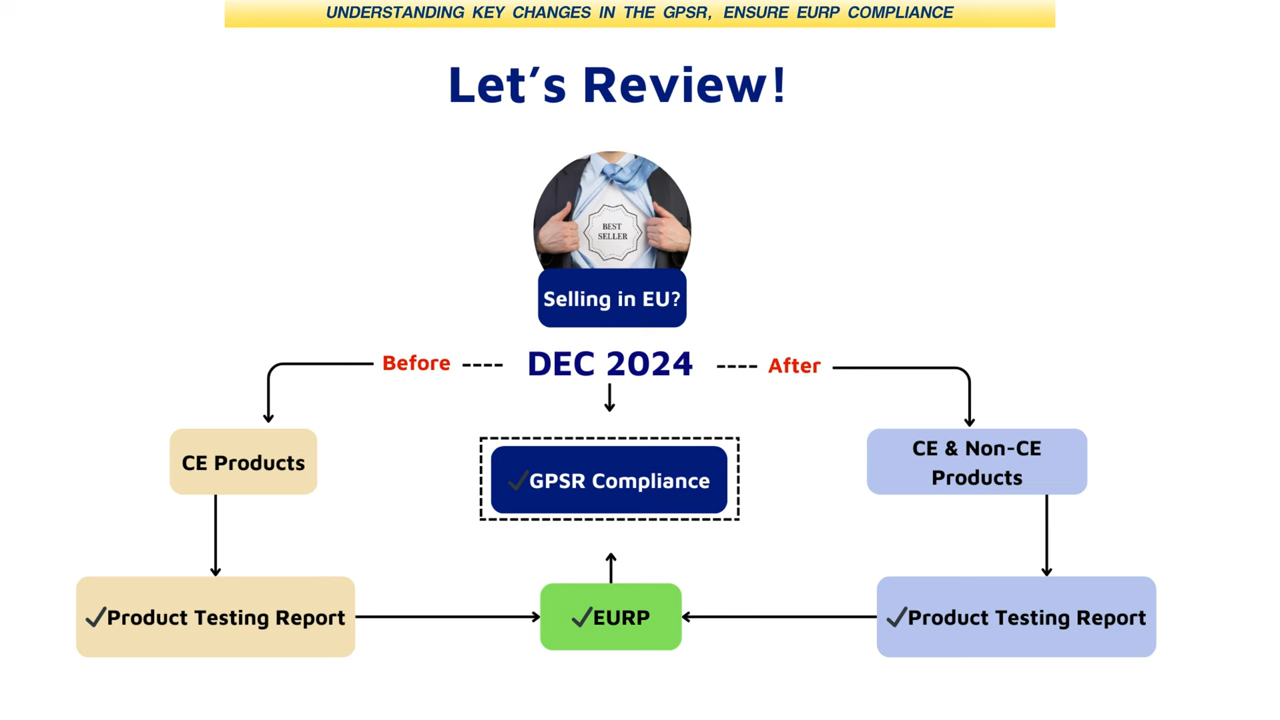 UNDERSTANDING KEY CHANGES IN THE GPSR, ENSURE EURP COMPLIANCE
Let's Review!
BEST
SELLER
Selling in EU?
Before ---- DEC 2024 ---- After
CE Products
✓GPSR Compliance
CE & Non-CE
Products
✓Product Testing Report
✓EURP
✓Product Testing Report